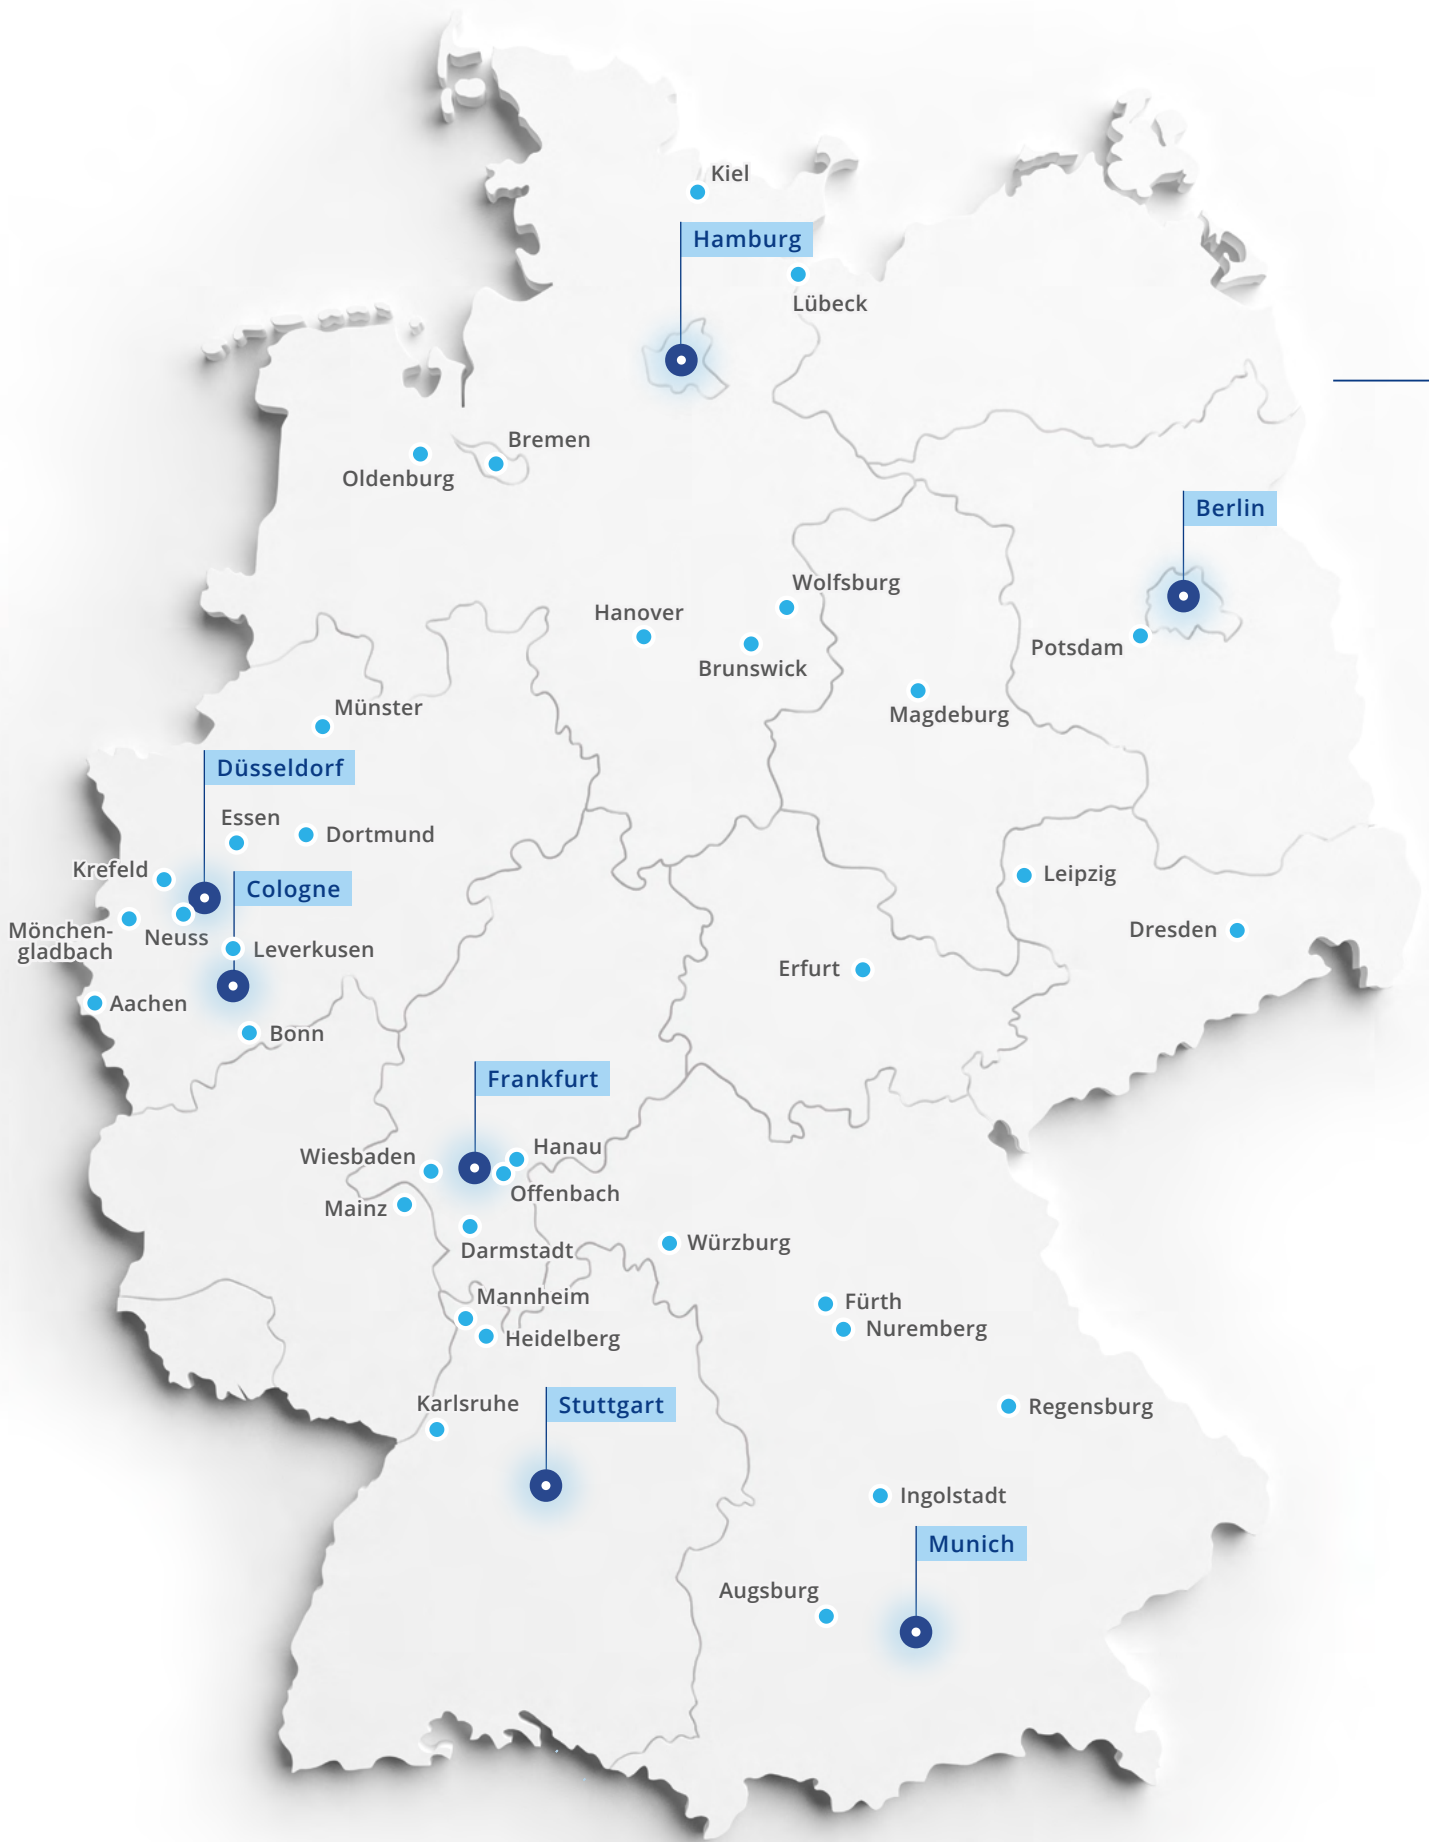 Kiel
Hamburg
Lübeck
Bremen
Oldenburg
Berlin
Wolfsburg
Hanover
Potsdam
Brunswick
Magdeburg
Münster
Düsseldorf
Essen
Dortmund
Krefeld
Cologne
Leipzig
Mönchen-
gladbach
Neuss
Leverkusen
Dresden
Erfurt
Aachen
Bonn
Frankfurt
Hanau
Wiesbaden
Offenbach
Mainz
Darmstadt
Würzburg
Mannheim
Fürth
Nuremberg
Heidelberg
Karlsruhe
Stuttgart
Regensburg
Ingolstadt
Munich
Augsburg